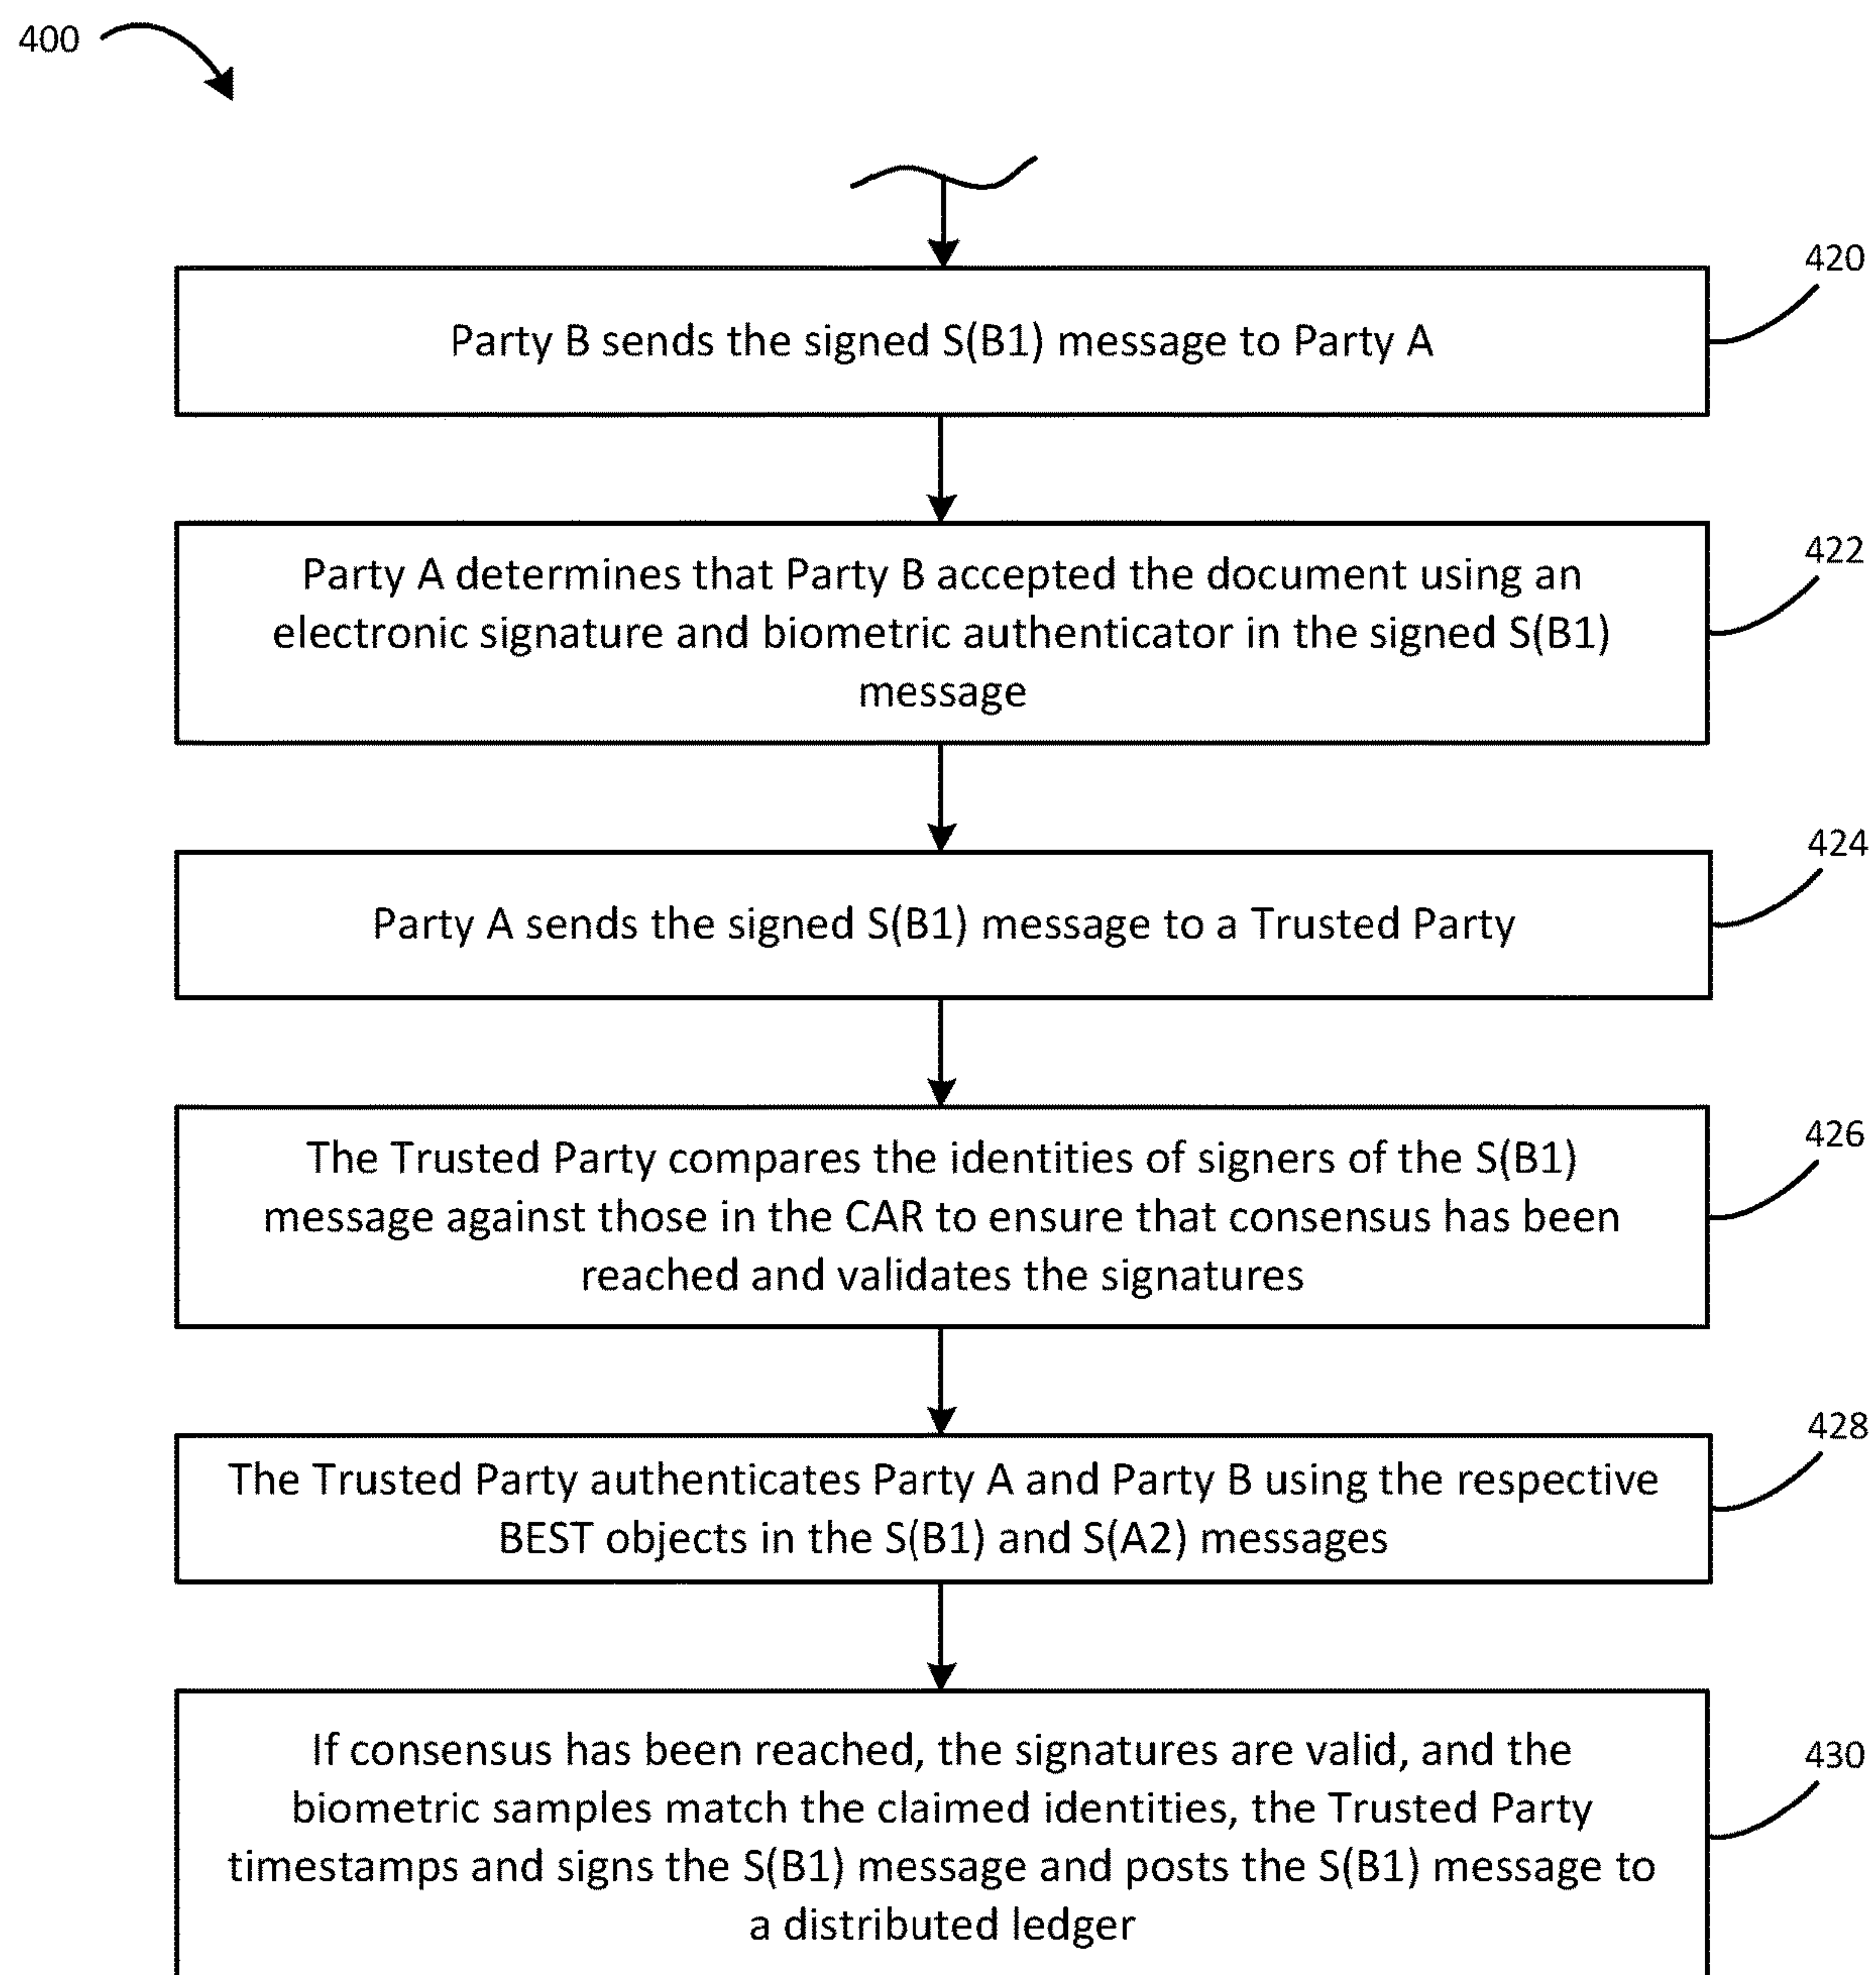 400
420
Party B sends the signed S(B1) message to Party A
422
Party A determines that Party B accepted the document using an
electronic signature and biometric authenticator in the signed S(B1)
message
424
Party A sends the signed S(B1) message to a Trusted Party
426
The Trusted Party compares the identities of signers of the S(B1)
message against those in the CAR to ensure that consensus has been
reached and validates the signatures
428
The Trusted Party authenticates Party A and Party B using the respective
BEST objects in the S(B1) and S(A2) messages
430
If consensus has been reached, the signatures are valid, and the
biometric samples match the claimed identities, the Trusted Party
timestamps and signs the S(B1) message and posts the S(B1) message to
a distributed ledger